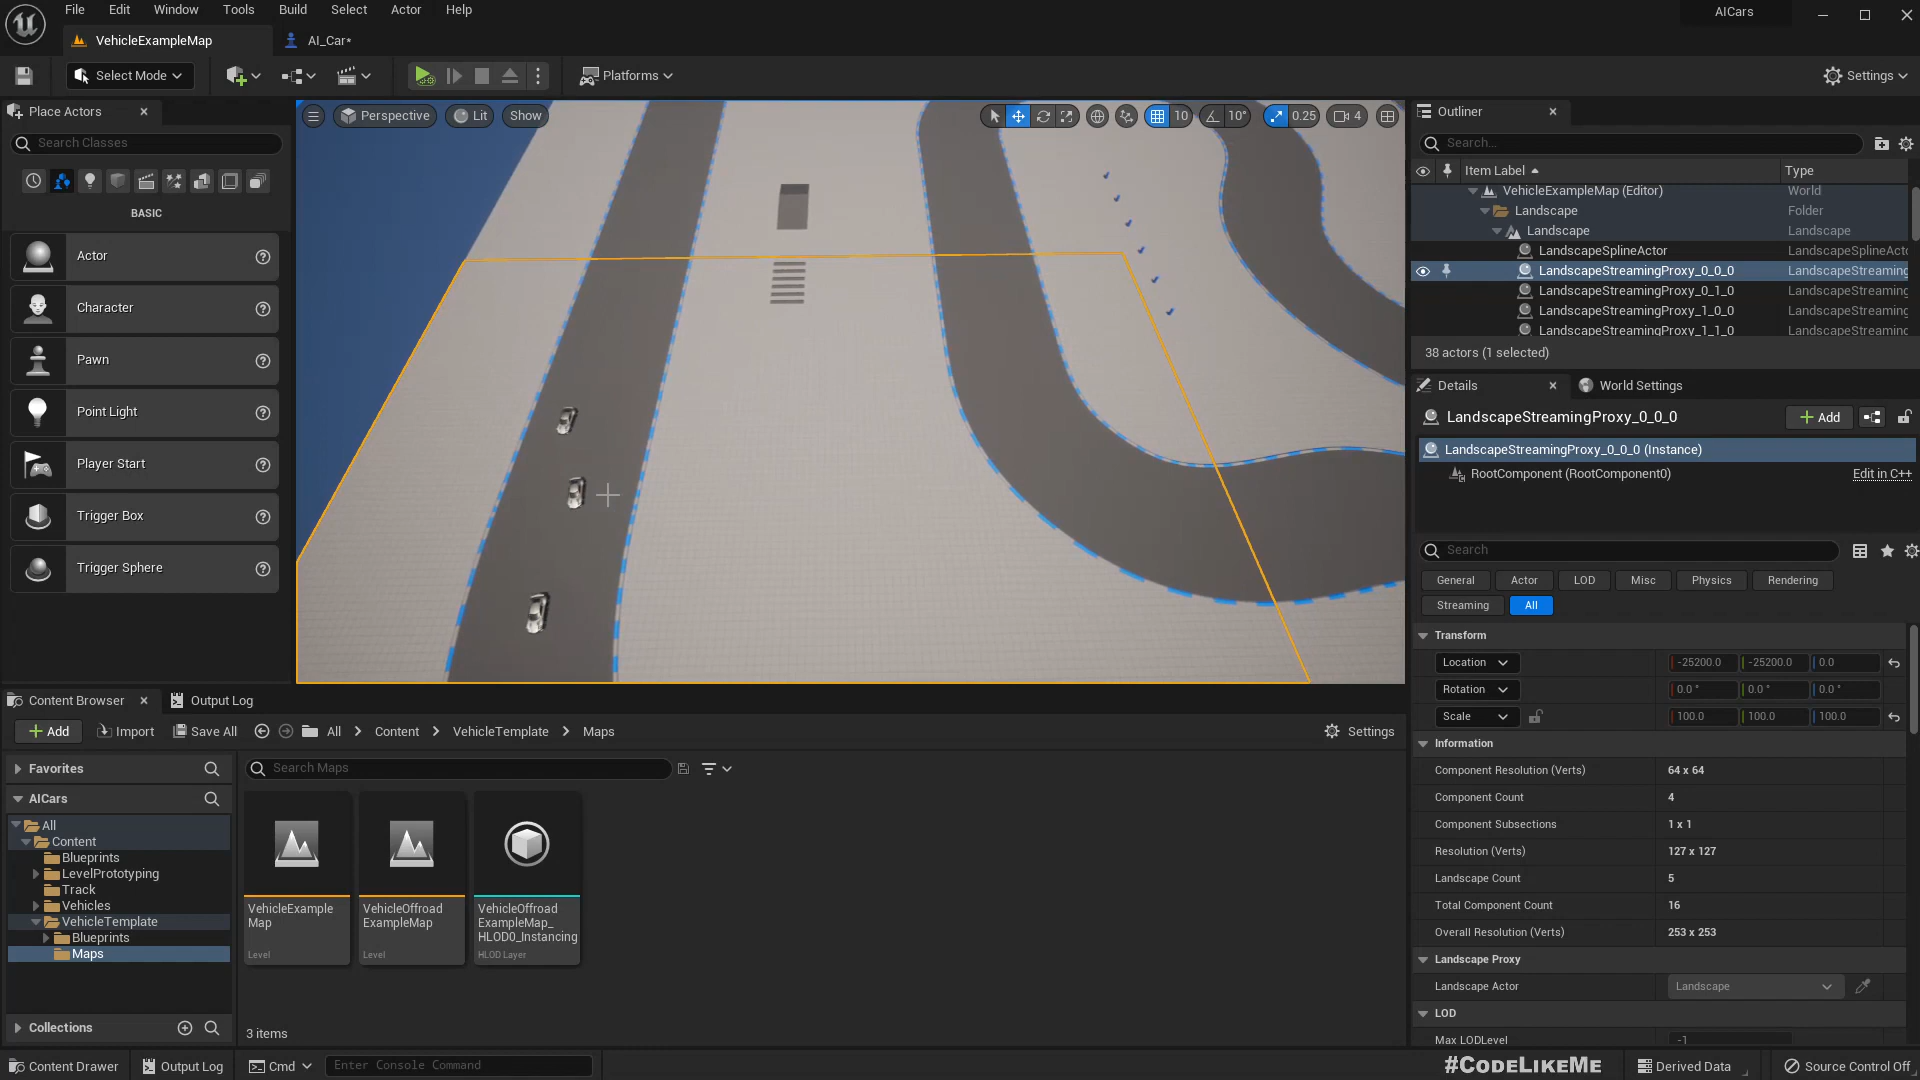 File Edit Window Tools Build Select Actor Help
AICars
VehicleExampleMap
AI_Car*
Select Mode
Platforms
Settings
Place Actors
Search Classes
BASIC
Actor
Character
Pawn
Point Light
Player Start
Trigger Box
Trigger Sphere
Perspective
Lit
Show
10
10°
0.25
4
Outliner
Search...
Item Label
Type
VehicleExampleMap (Editor) World
Landscape Folder
Landscape Landscape
LandscapeSplineActor LandscapeSplineActo
LandscapeStreamingProxy_0_0_0 LandscapeStreaming
LandscapeStreamingProxy_0_1_0 LandscapeStreaming
LandscapeStreamingProxy_1_0_0 LandscapeStreaming
LandscapeStreamingProxy_1_1_0 LandscapeStreaming
38 actors (1 selected)
Details
World Settings
LandscapeStreamingProxy_0_0_0
Add
LandscapeStreamingProxy_0_0_0 (Instance)
RootComponent (RootComponent0)
Edit in C++
Search
General Actor LOD Misc Physics Rendering
Streaming All
Transform
Location -25200.0 -25200.0 0.0
Rotation 0.0 ° 0.0 ° 0.0 °
Scale 100.0 100.0 100.0
Information
Component Resolution (Verts) 64 x 64
Component Count 4
Component Subsections 1 x 1
Resolution (Verts) 127 x 127
Landscape Count 5
Total Component Count 16
Overall Resolution (Verts) 253 x 253
Landscape Proxy
Landscape Actor Landscape
LOD
Max LODLevel -1
Content Browser
Output Log
Add
Import
Save All
All
Content
VehicleTemplate
Maps
Settings
Favorites
AICars
All
Content
Blueprints
LevelPrototyping
Track
Vehicles
VehicleTemplate
Blueprints
Maps
Collections
Search Maps
VehicleExample
Map
Level
VehicleOffroad
ExampleMap
Level
VehicleOffroad
ExampleMap_
HLOD0_Instancing
HLOD Layer
3 items
Content Drawer
Output Log
Cmd
Enter Console Command
#CODELIKEME
Derived Data
Source Control Off